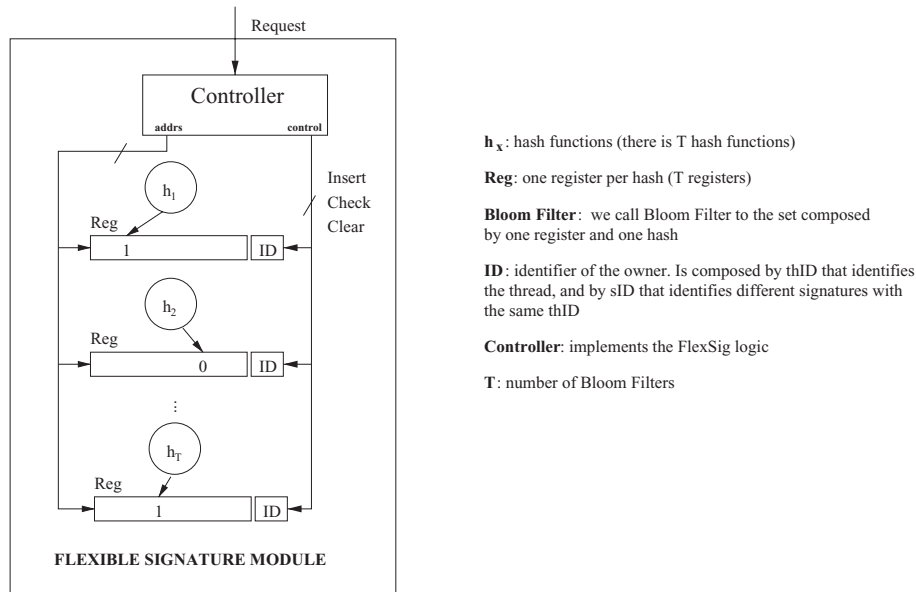 Request
Controller
addrs
control
h1
Insert
Check
Clear
Reg
1
ID
h2
Reg
0
ID
...
hT
Reg
1
ID
FLEXIBLE SIGNATURE MODULE
hx: hash functions (there is T hash functions)
Reg: one register per hash (T registers)
Bloom Filter: we call Bloom Filter to the set composed
by one register and one hash
ID: identifier of the owner. Is composed by thID that identifies
the thread, and by sID that identifies different signatures with
the same thID
Controller: implements the FlexSig logic
T: number of Bloom Filters